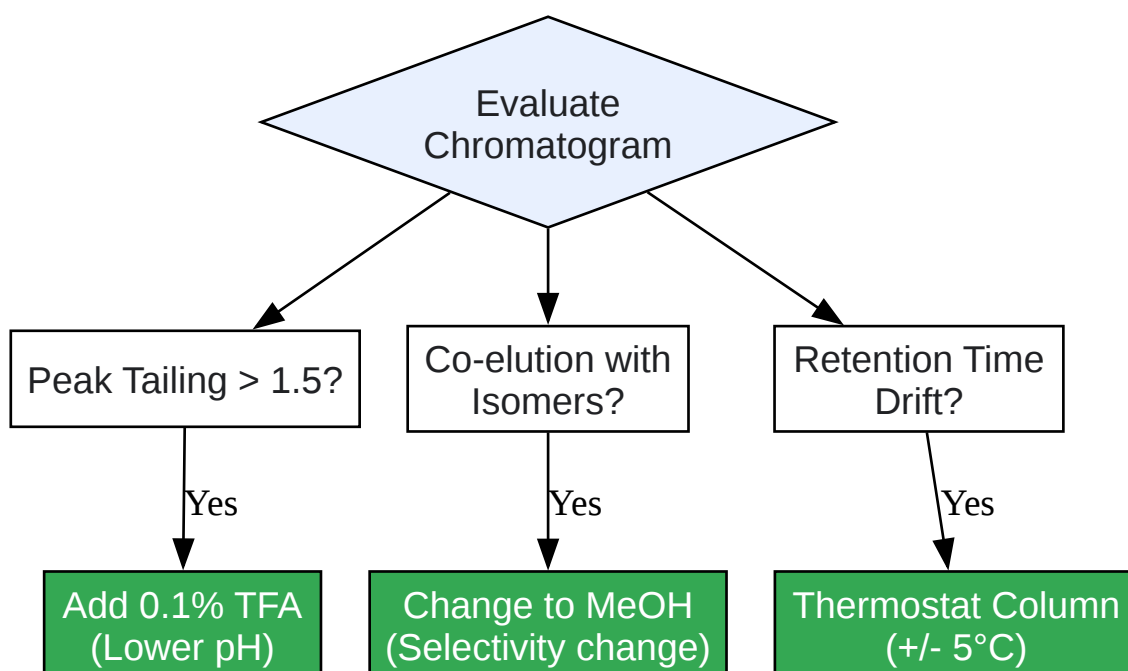 Evaluate
Chromatogram
Peak Tailing > 1.5?
Co-elution with
Isomers?
Retention Time
Drift?
Yes
Yes
Yes
Add 0.1% TFA
(Lower pH)
Change to MeOH
(Selectivity change)
Thermostat Column
(+/- 5°C)